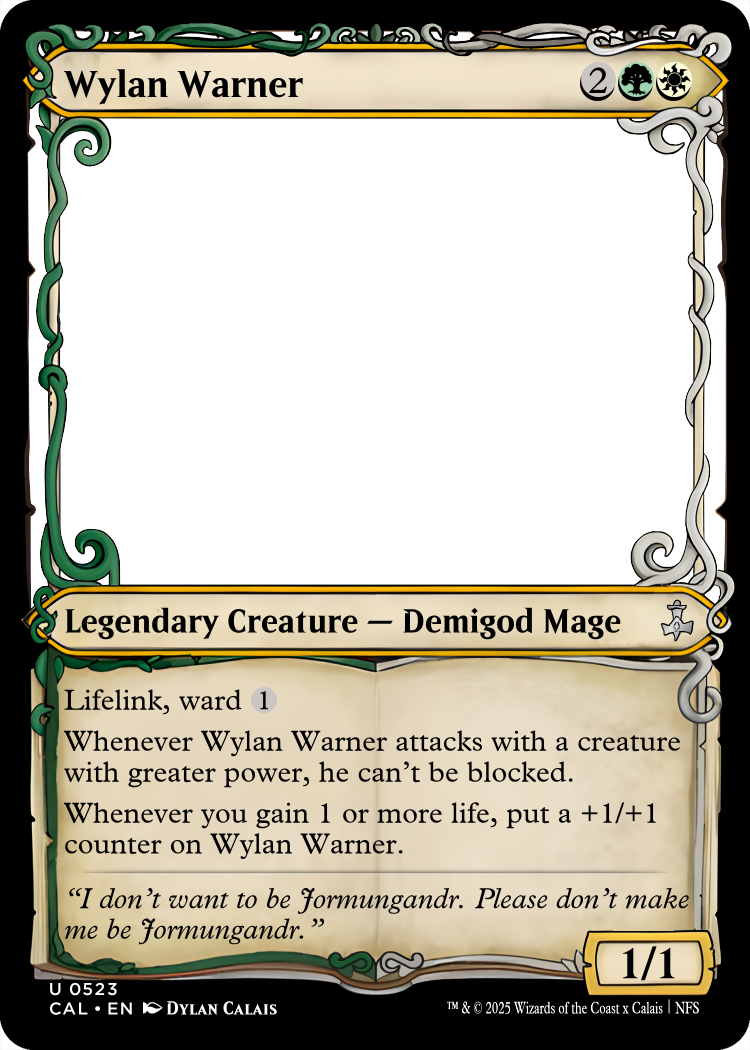 Wylan Warner 2
Legendary Creature — Demigod Mage
Lifelink, ward 1
Whenever Wylan Warner attacks with a creature
with greater power, he can’t be blocked.
Whenever you gain 1 or more life, put a +1/+1
counter on Wylan Warner.
“I don’t want to be Jormungandr. Please don’t make
me be Jormungandr.”
1/1
U 0523
CAL • EN Dylan Calais
™ & © 2025 Wizards of the Coast x Calais | NFS